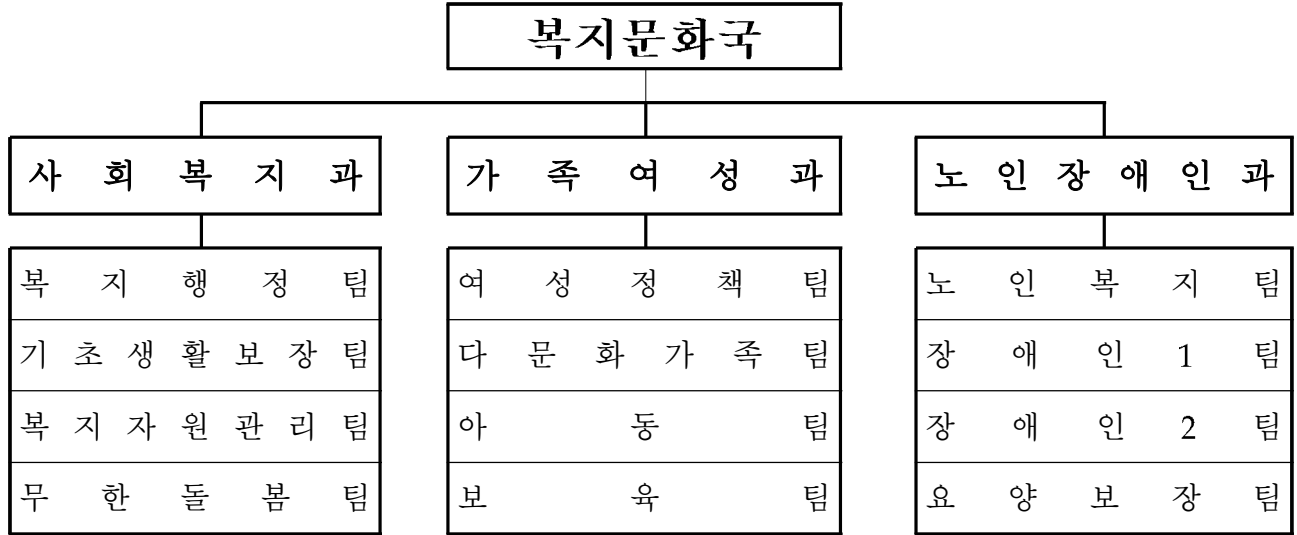 복지문화국
사회복지과
복지행정팀
기초생활보장팀
복지자원관리팀
무한돌봄팀
가족여성과
여성정책팀
다문화가족팀
아동팀
보육팀
노인장애인과
노인복지팀
장애인1팀
장애인2팀
요양보장팀